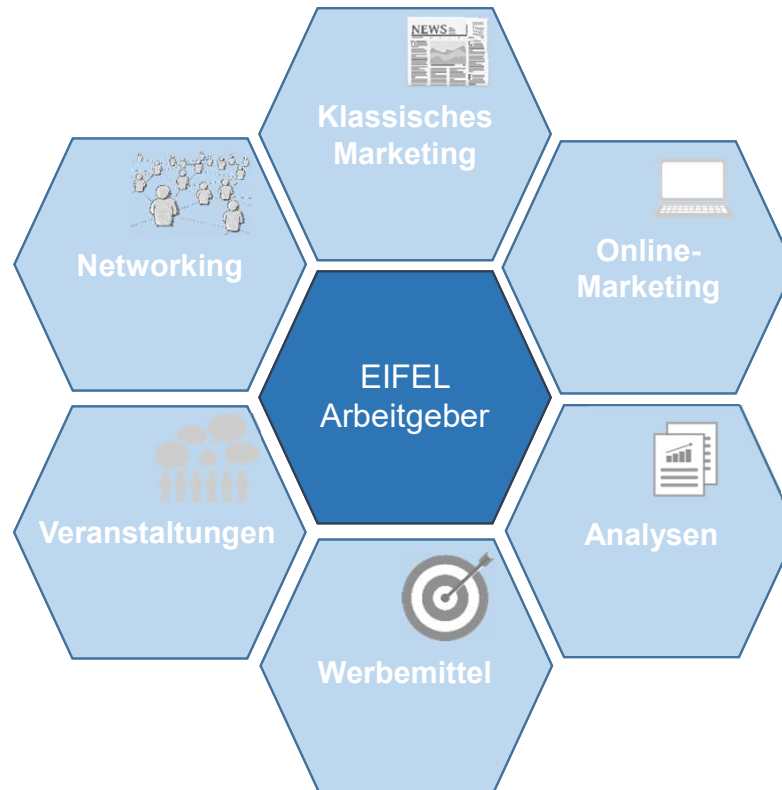 NEWS
Klassisches
Marketing
Networking
Online-
Marketing
EIFEL
Arbeitgeber
Veranstaltungen
Analysen
Werbemittel